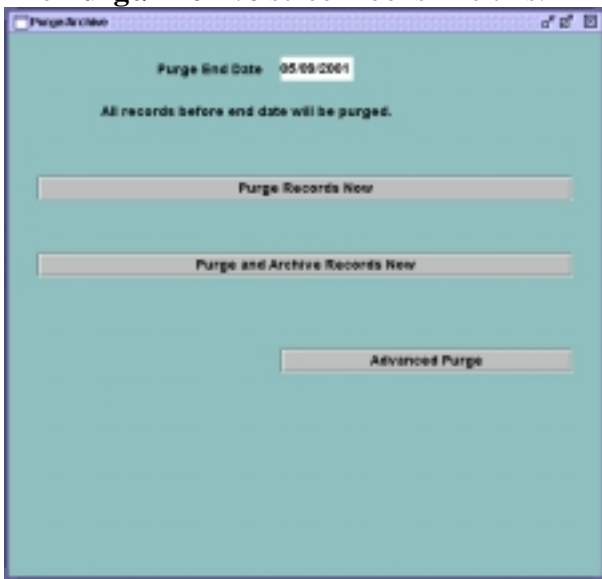 Purge/Archive
Purge End Date 05/09/2001
All records before end date will be purged.
Purge Records Now
Purge and Archive Records Now
Advanced Purge